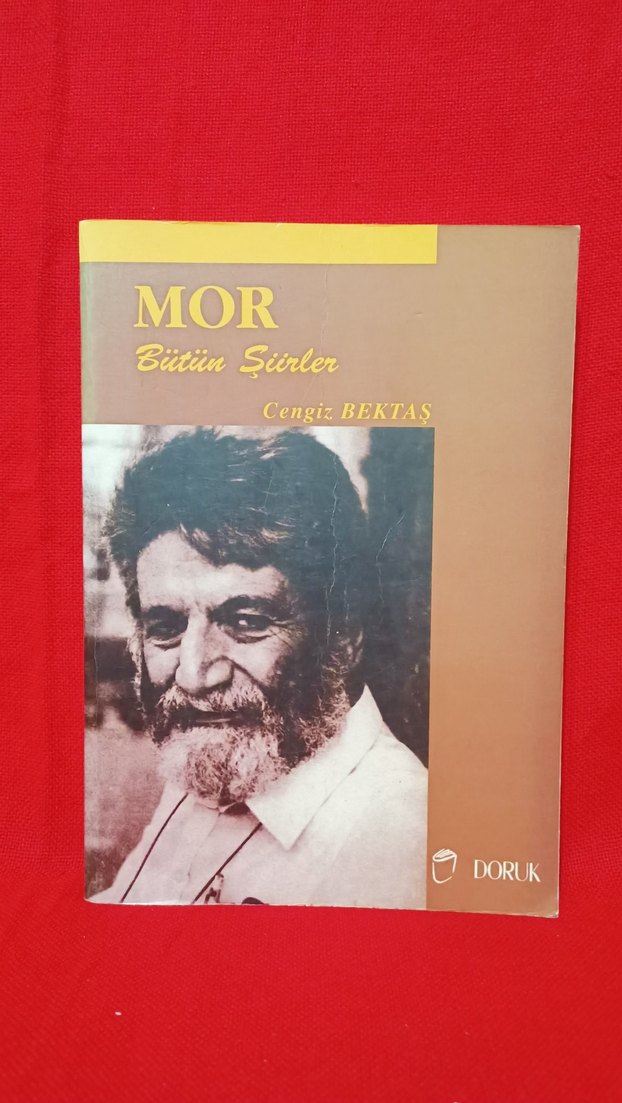 MOR
Bütün Şiirler
Cengiz BEKTAŞ
DORUK